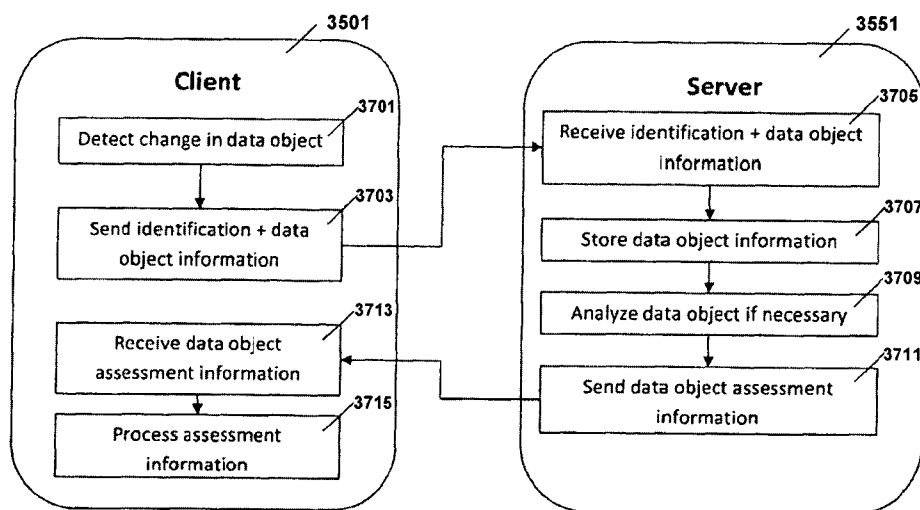 3501
Client
3701
Detect change in data object
3703
Send identification + data
object information
3713
Receive data object
assessment information
3715
Process assessment
information
3551
Server
3705
Receive identification + data object
information
3707
Store data object information
3709
Analyze data object if necessary
3711
Send data object assessment
information